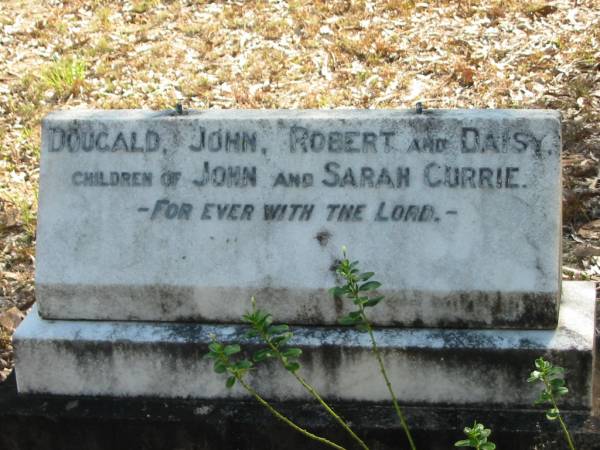 DOUGALD, JOHN, ROBERT AND DAISY,
CHILDREN OF JOHN AND SARAH CURRIE.
-FOR EVER WITH THE LORD.-